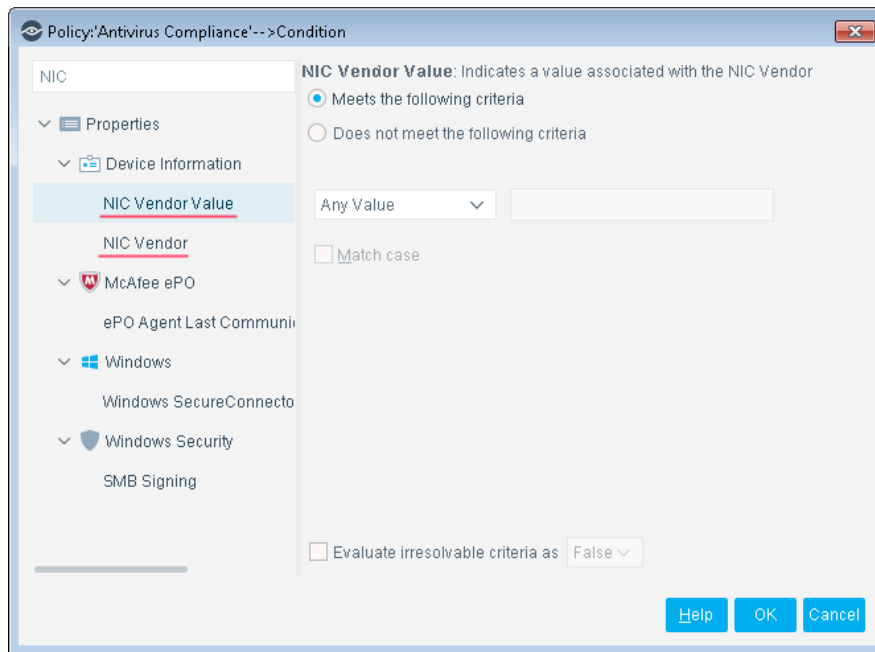 Policy:'Antivirus Compliance'-->Condition
NIC
Properties
Device Information
NIC Vendor Value
NIC Vendor
McAfee ePO
ePO Agent Last Communi
Windows
Windows SecureConnecto
Windows Security
SMB Signing
NIC Vendor Value: Indicates a value associated with the NIC Vendor
Meets the following criteria
Does not meet the following criteria
Any Value
Match case
Evaluate irresolvable criteria as False
Help OK Cancel